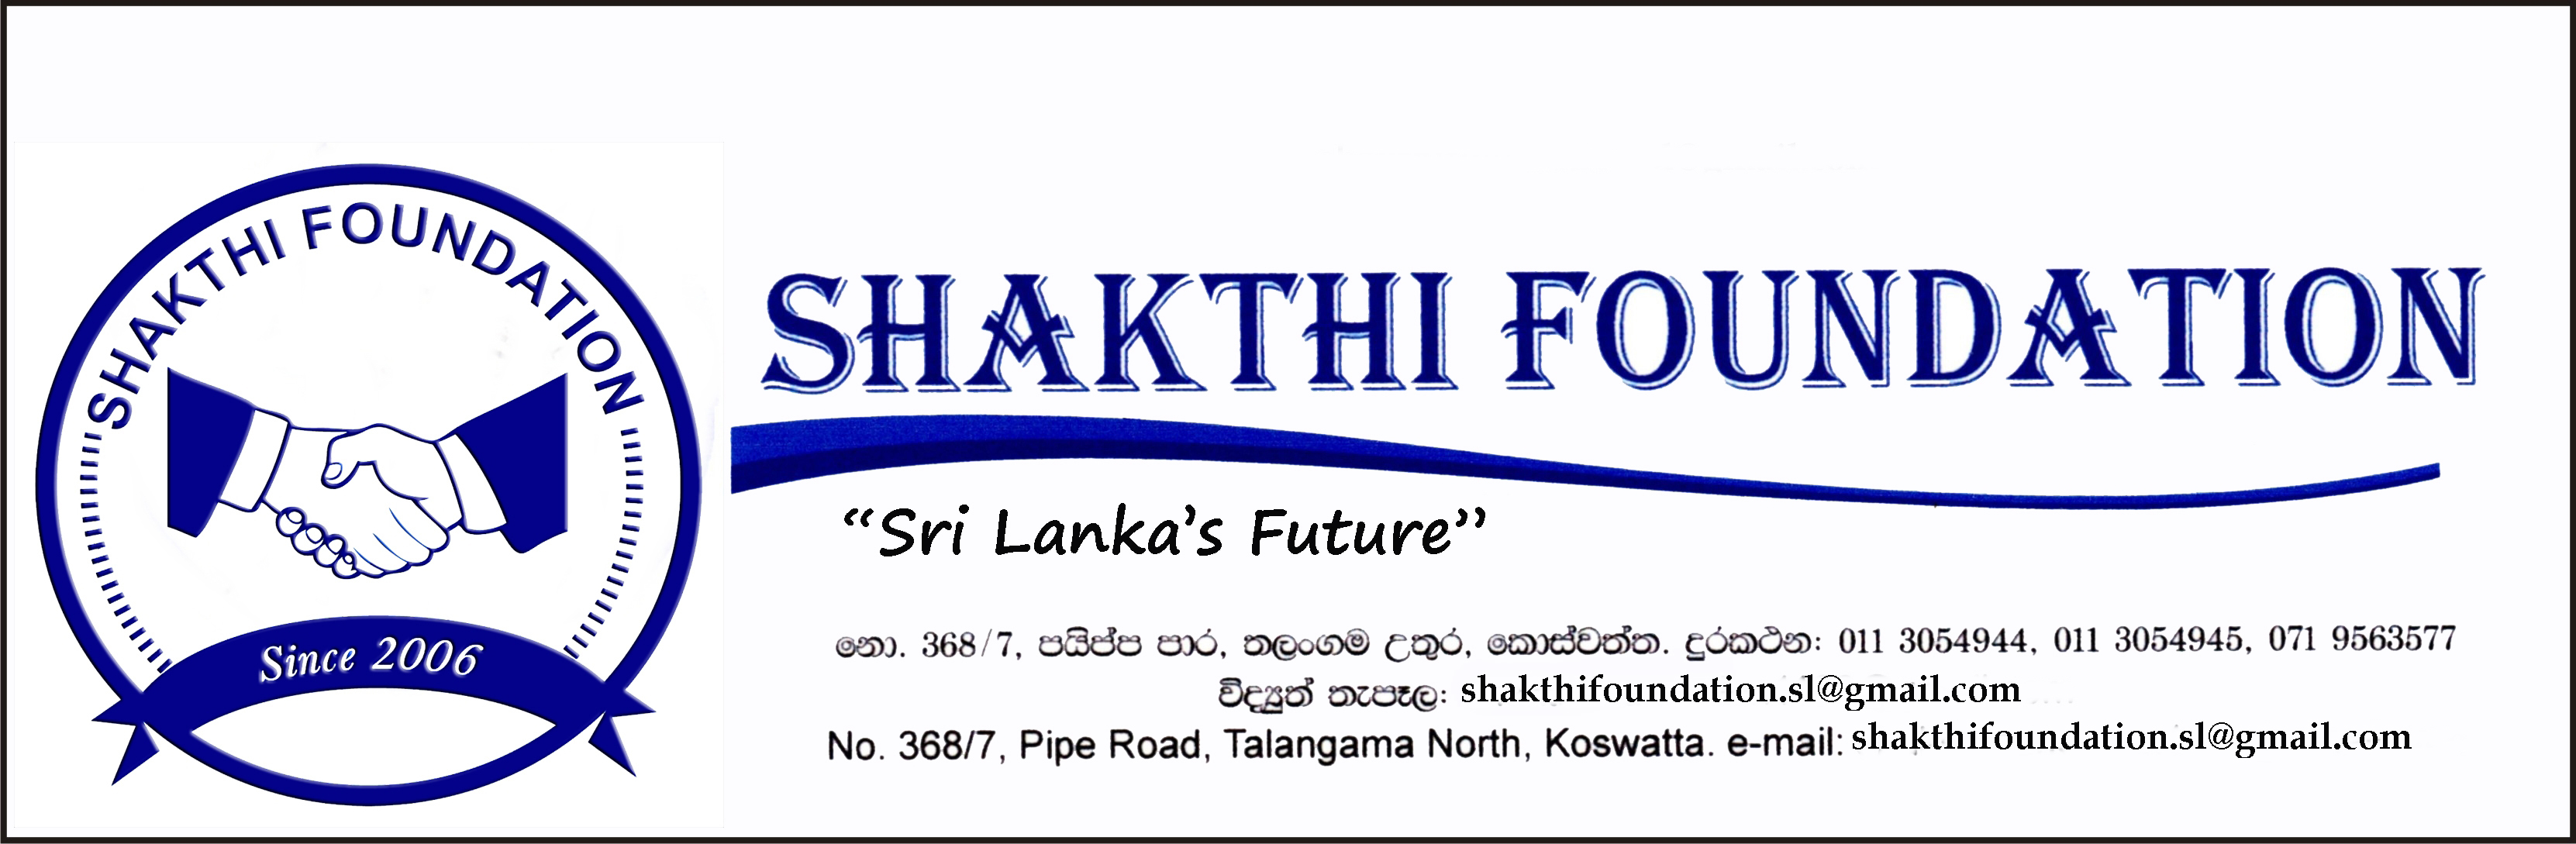 SHAKTHI FOUNDATION
Since 2006
SHAKTHI FOUNDATION
“Sri Lanka’s Future”
නො. 368/7, පයිප්ප පාර, තලංගම උතුර, කොස්වත්ත. දුරකථන: 011 3054944, 011 3054945, 071 9563577
විද්‍යුත් තැපෑල: shakthifoundation.sl@gmail.com
No. 368/7, Pipe Road, Talangama North, Koswatta. e-mail: shakthifoundation.sl@gmail.com